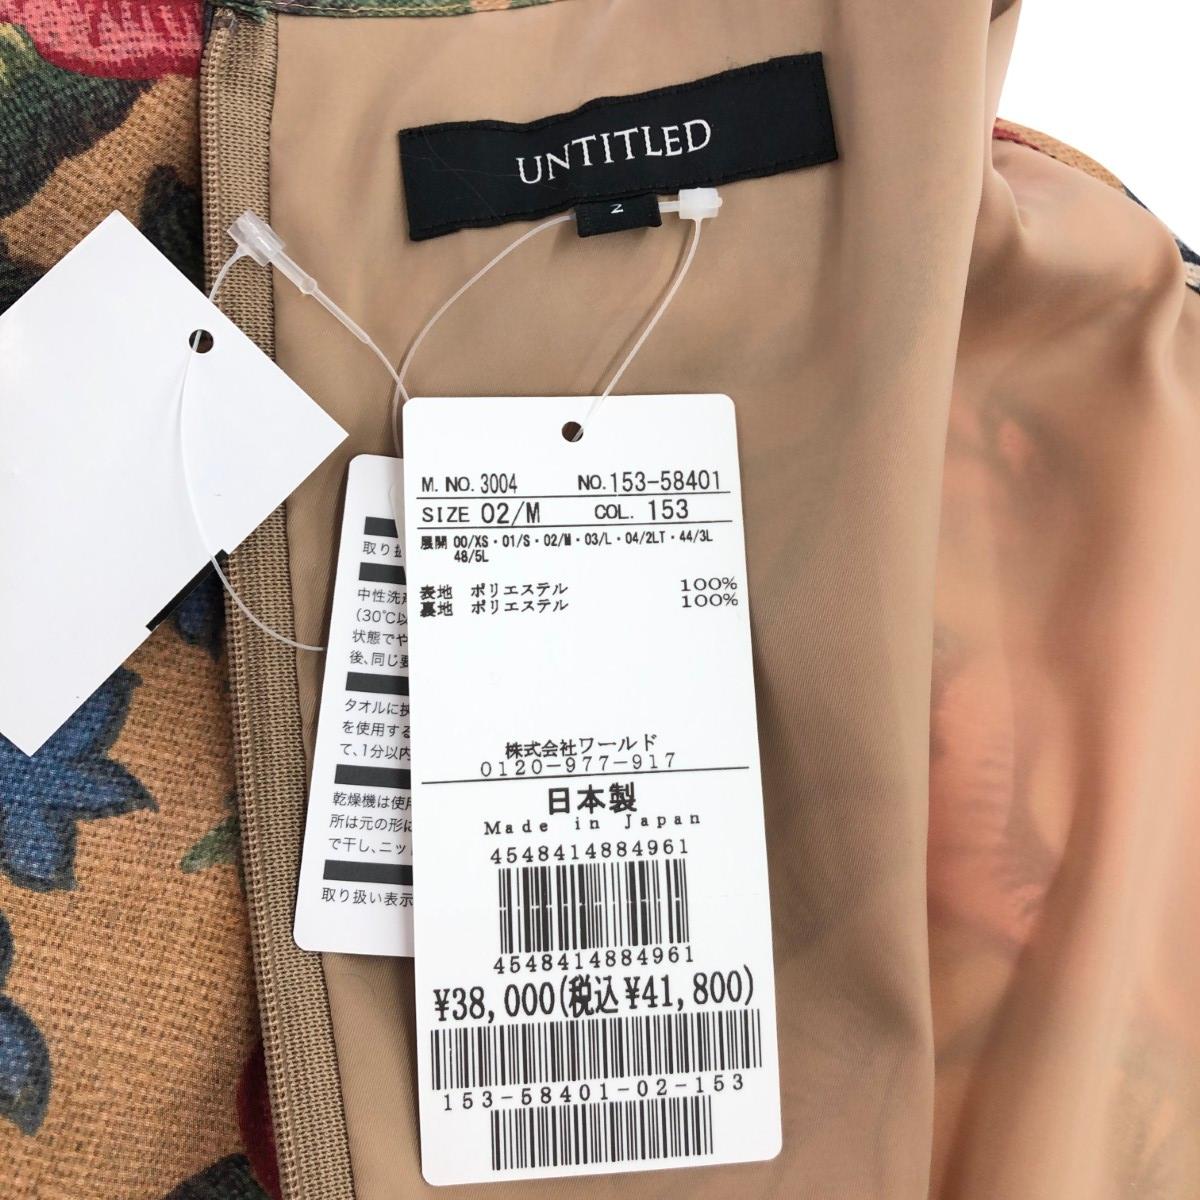 UNTITLED
2
M. NO. 3004 NO. 153-58401
SIZE 02/M COL. 153
展開 00/XS・01/S・02/M・03/L・04/2LT・44/3L
48/5L
表地 ポリエステル 100%
裏地 ポリエステル 100%
株式会社ワールド
0120-977-917
日本製
Made in Japan
4548414884961
4548414884961
¥38,000(税込¥41,800)
153-58401-02-153
取り扱
中性洗
(30℃以
状態でや
後、同じ要
タオルに挟
を使用する
て、1分以内
乾燥機は使用
所は元の形に
で干し、ニット
取り扱い表示